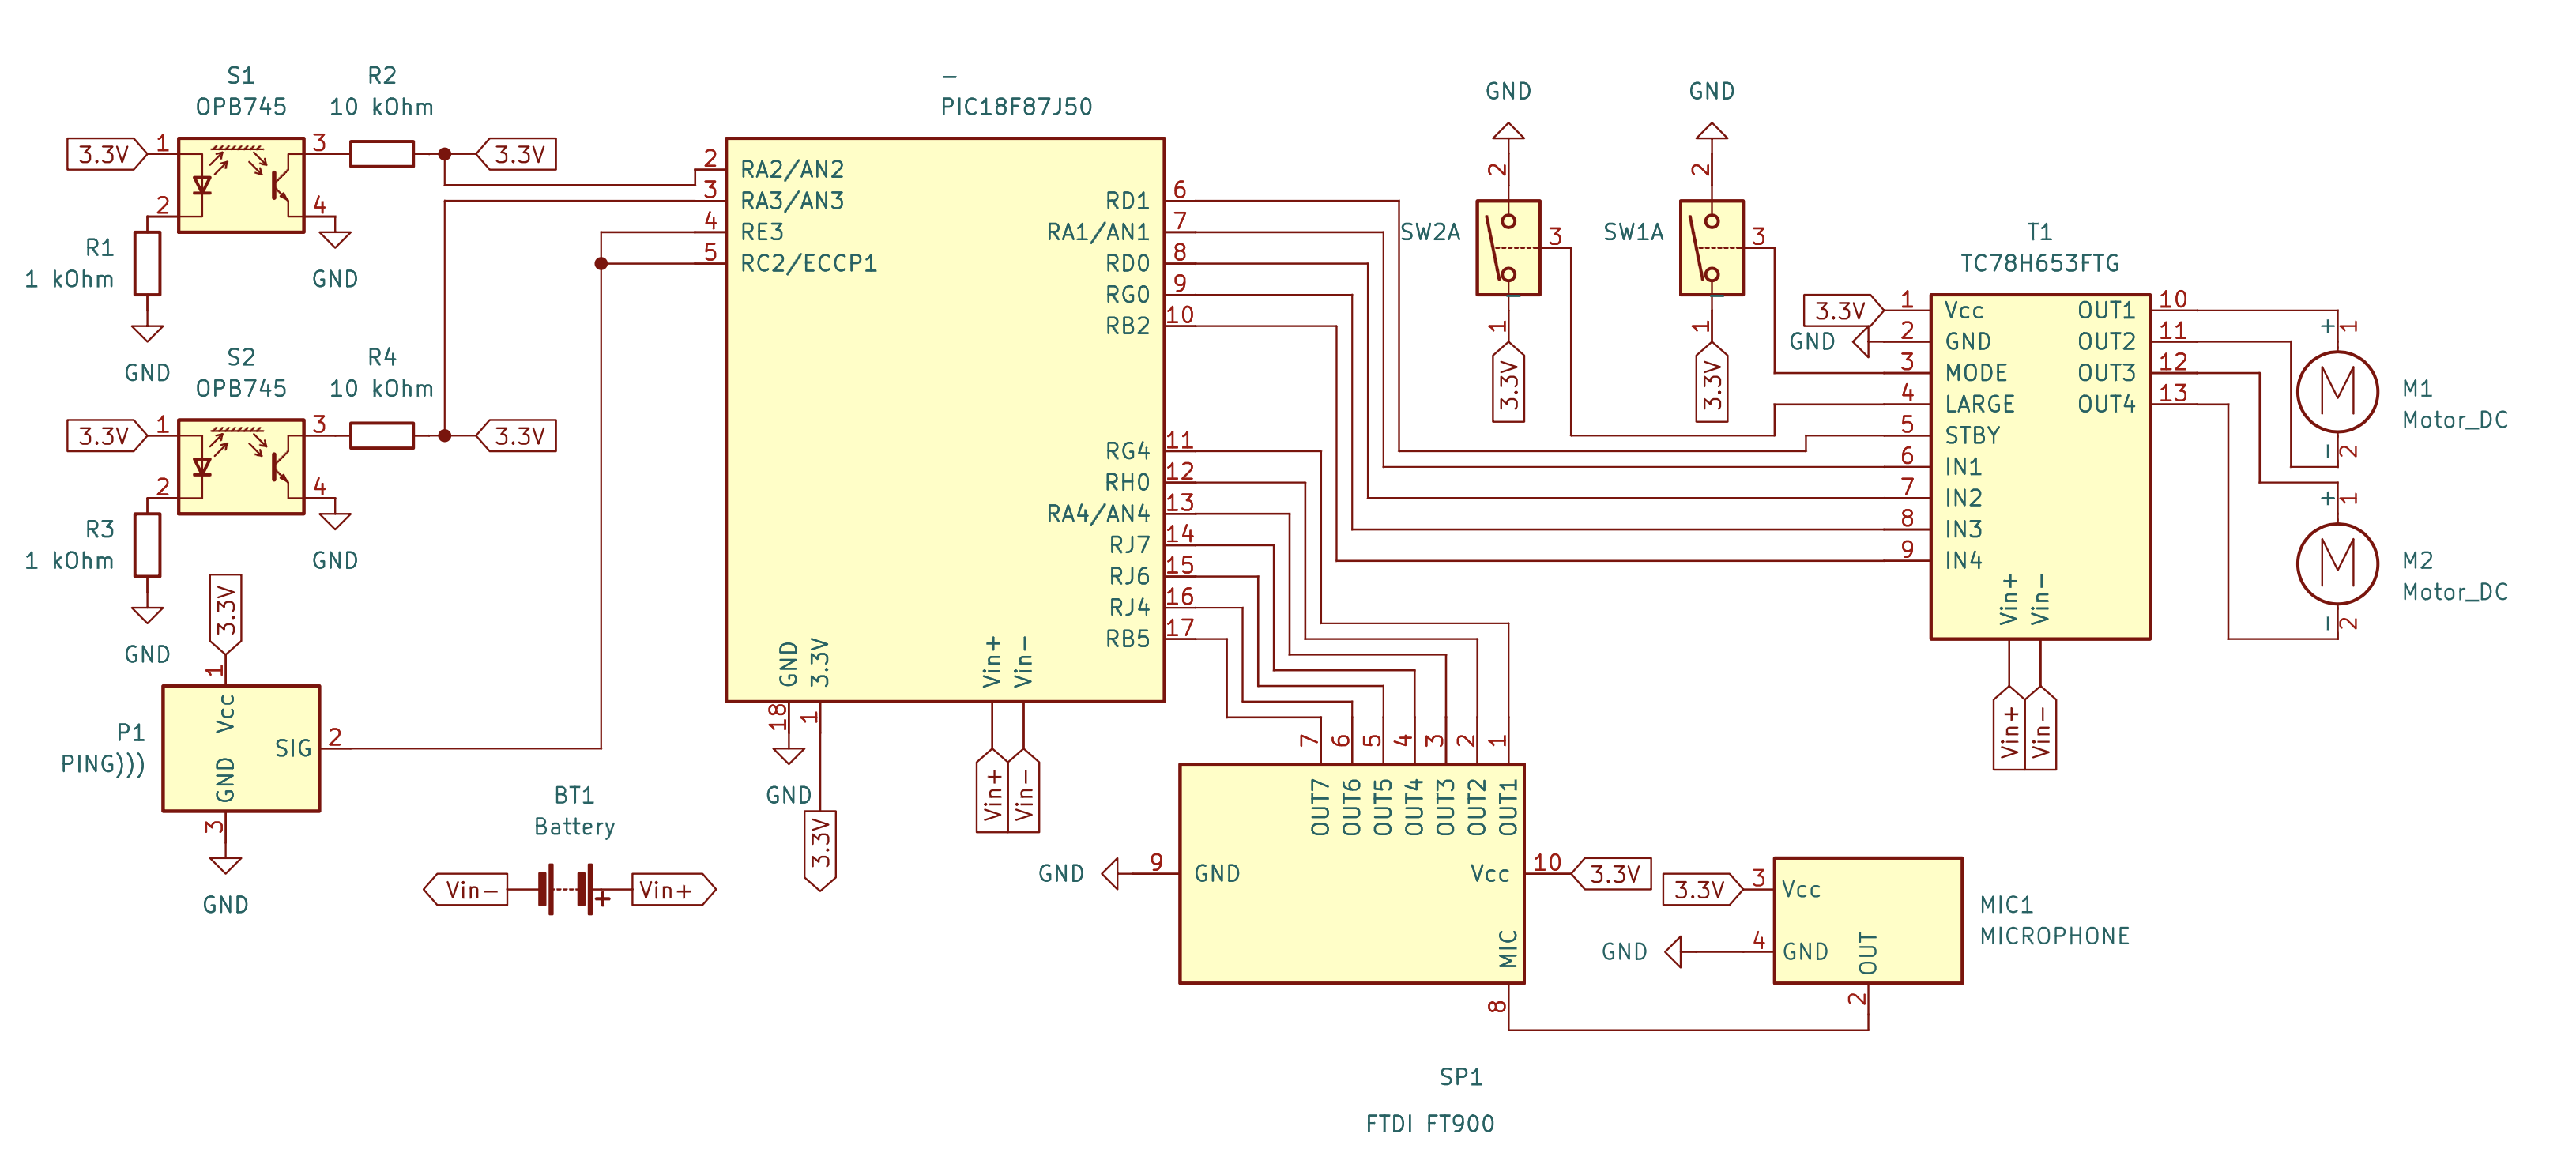 S1
OPB745
R2
10 kOhm
3.3V
1
3
3.3V
2
4
R1
1 kOhm
GND
GND
S2
OPB745
R4
10 kOhm
3.3V
1
3
3.3V
2
4
R3
1 kOhm
GND
GND
3.3V
1
Vcc
P1
PING)))
SIG
2
GND
3
GND
BT1
Battery
Vin-
+
Vin+
–
PIC18F87J50
2
RA2/AN2
3
RA3/AN3
4
RE3
5
RC2/ECCP1
RD1
6
RA1/AN1
7
RD0
8
RG0
9
RB2
10
RG4
11
RH0
12
RA4/AN4
13
RJ7
14
RJ6
15
RJ4
16
RB5
17
GND
3.3V
Vin+
Vin-
18
1
GND
3.3V
Vin+
Vin-
GND
2
SW2A
3
1
3.3V
GND
2
SW1A
3
1
3.3V
T1
TC78H653FTG
3.3V
1
Vcc
GND
2
GND
3
MODE
4
LARGE
5
STBY
6
IN1
7
IN2
8
IN3
9
IN4
OUT1
10
OUT2
11
OUT3
12
OUT4
13
Vin+
Vin-
Vin+
Vin-
+
1
M
M1
Motor_DC
-
2
+
1
M
M2
Motor_DC
-
2
7
6
5
4
3
2
1
OUT7
OUT6
OUT5
OUT4
OUT3
OUT2
OUT1
GND
9
GND
Vcc
10
3.3V
MIC
8
SP1
FTDI FT900
3.3V
3
Vcc
GND
4
GND
OUT
2
MIC1
MICROPHONE